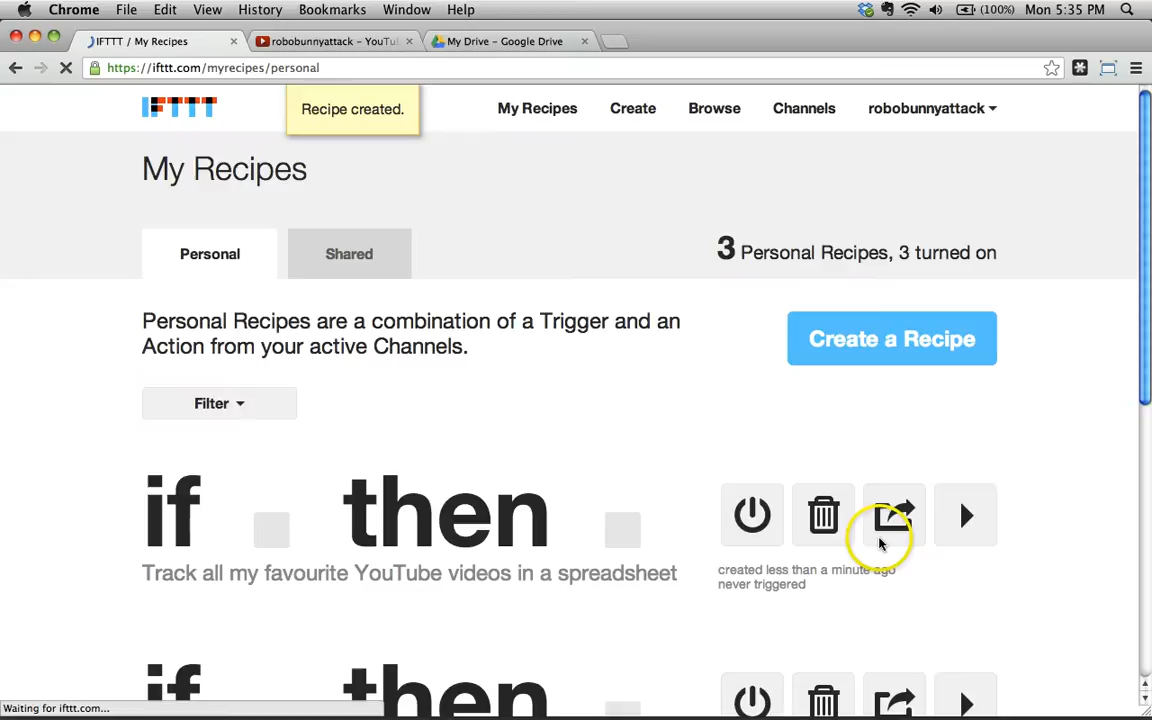 Chrome File Edit View History Bookmarks Window Help (100%) Mon 5:35 PM
IFTTT / My Recipes robobunnyattack - YouTu My Drive - Google Drive
https://ifttt.com/myrecipes/personal
IFTTT Recipe created. My Recipes Create Browse Channels robobunnyattack
My Recipes
Personal Shared 3 Personal Recipes, 3 turned on
Personal Recipes are a combination of a Trigger and an
Action from your active Channels.
Create a Recipe
Filter
if then
Track all my favourite YouTube videos in a spreadsheet
created less than a minute ago
never triggered
if then
Waiting for ifttt.com...